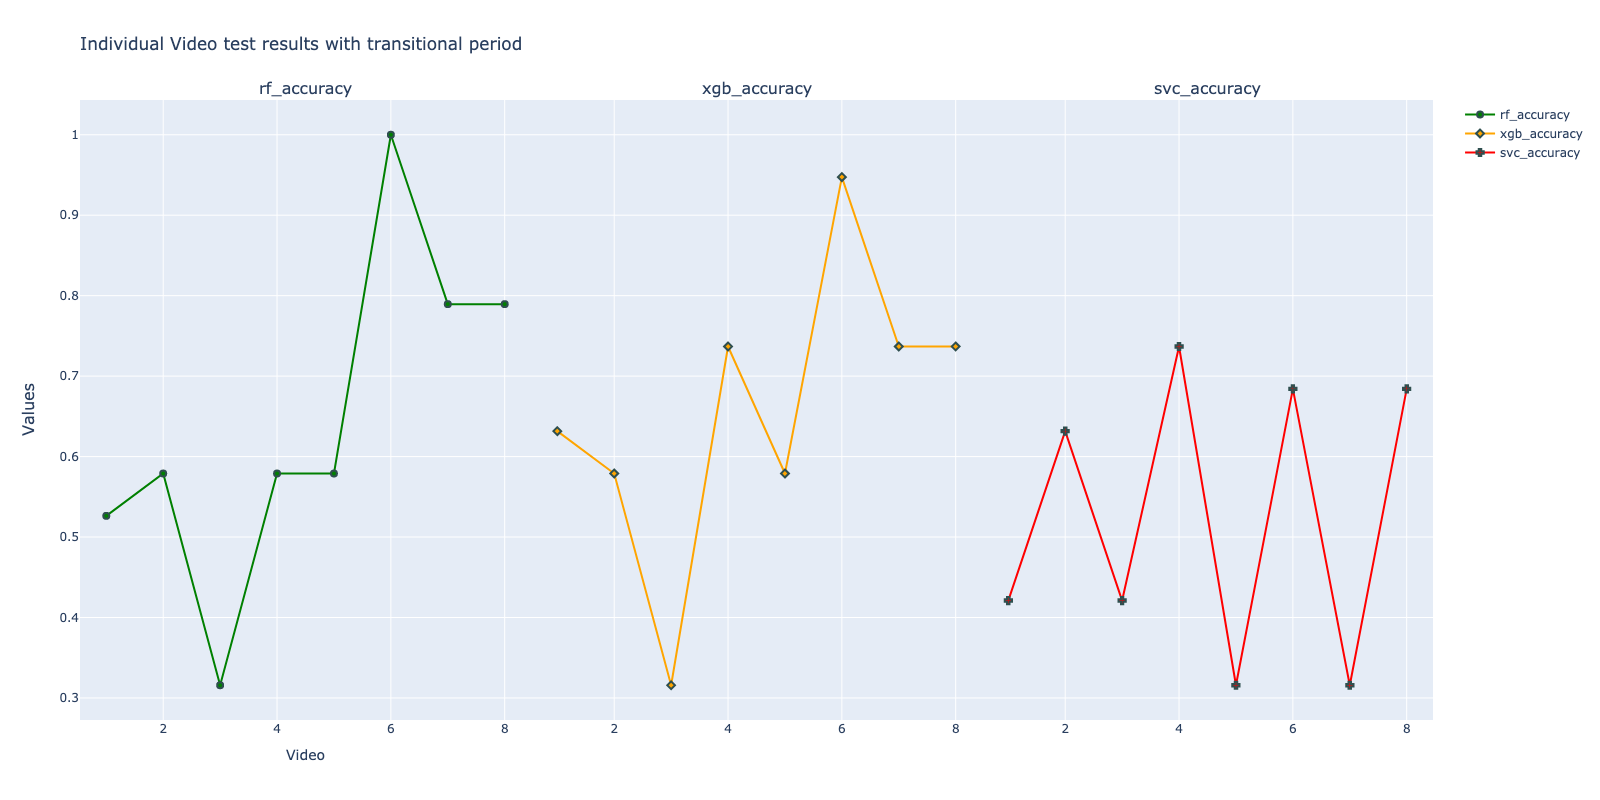 Individual Video test results with transitional period
rf_accuracy
xgb_accuracy
svc_accuracy
rf_accuracy
xgb_accuracy
svc_accuracy
Values
1
0.9
0.8
0.7
0.6
0.5
0.4
0.3
2 4 6 8
2 4 6 8
2 4 6 8
Video